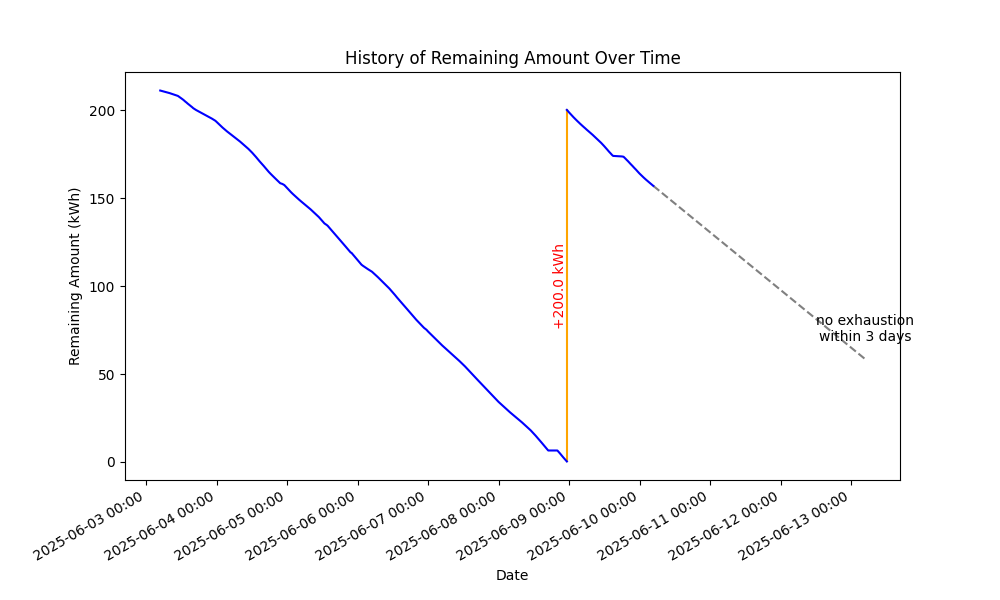 History of Remaining Amount Over Time
Remaining Amount (kWh)
200
150
100
50
0
+200.0 kWh
no exhaustion
within 3 days
2025-06-03 00:00
2025-06-04 00:00
2025-06-05 00:00
2025-06-06 00:00
2025-06-07 00:00
2025-06-08 00:00
2025-06-09 00:00
2025-06-10 00:00
2025-06-11 00:00
2025-06-12 00:00
2025-06-13 00:00
Date